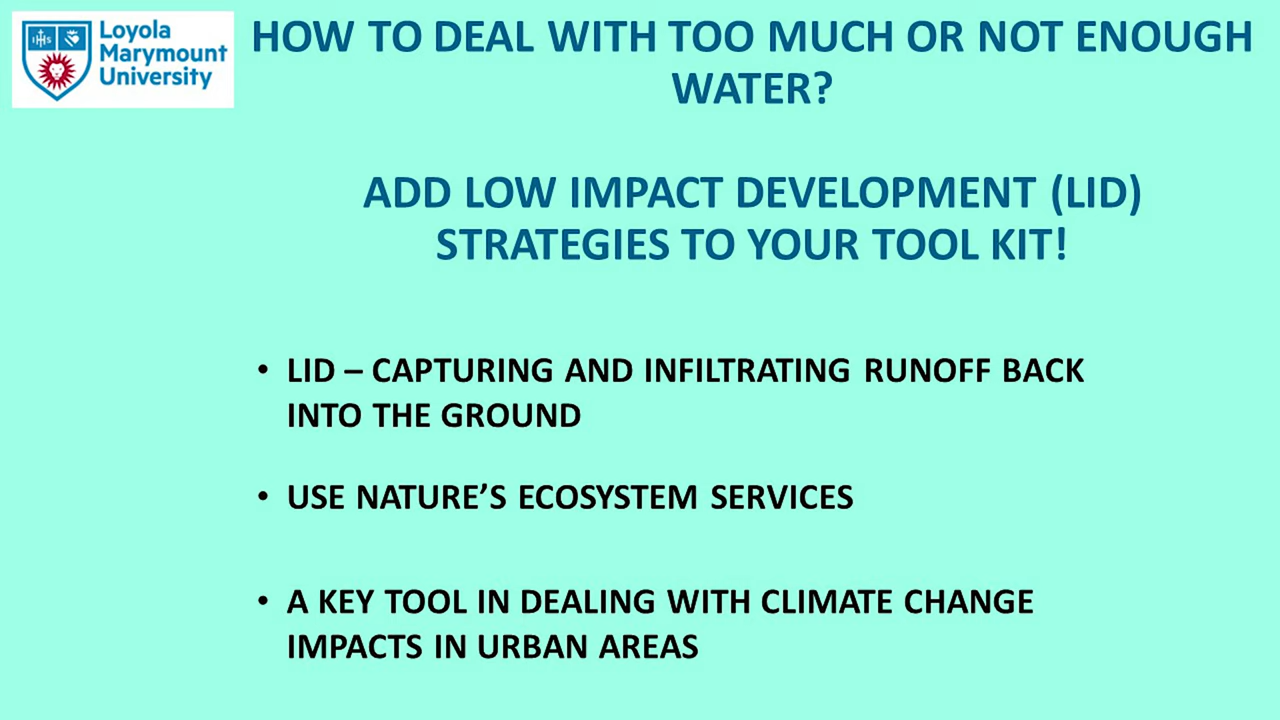 IHS
Loyola
Marymount
University
HOW TO DEAL WITH TOO MUCH OR NOT ENOUGH
WATER?
ADD LOW IMPACT DEVELOPMENT (LID)
STRATEGIES TO YOUR TOOL KIT!
• LID – CAPTURING AND INFILTRATING RUNOFF BACK
INTO THE GROUND
• USE NATURE’S ECOSYSTEM SERVICES
• A KEY TOOL IN DEALING WITH CLIMATE CHANGE
IMPACTS IN URBAN AREAS